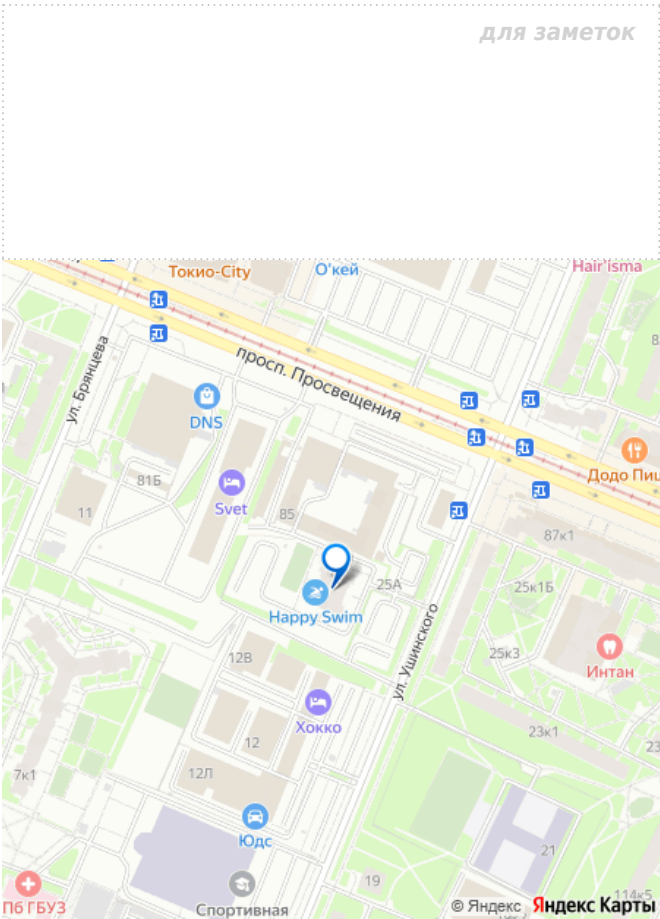 для заметок
Hair'isma
Токио-City
О'кей
ул. Брянцева
просп. Просвещения
DNS
Додо Пиц
81Б
Svet
11
85
87к1
25А
25к1Б
Happy Swim
ул. Ушинского
25к3
Интан
12В
Хокко
23к1
12
23
12Л
7к1
Юдс
21
19
114к5
Пб ГБУЗ
Спортивная
© Яндекс Яндекс Карты